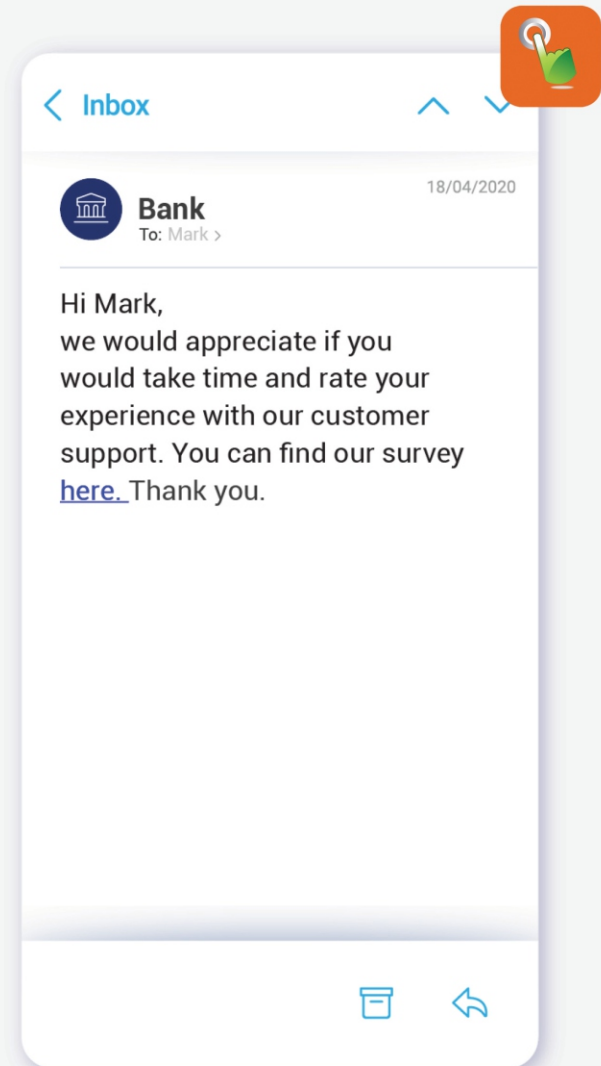 Inbox
18/04/2020
Bank
To: Mark >
Hi Mark,
we would appreciate if you
would take time and rate your
experience with our customer
support. You can find our survey
here. Thank you.